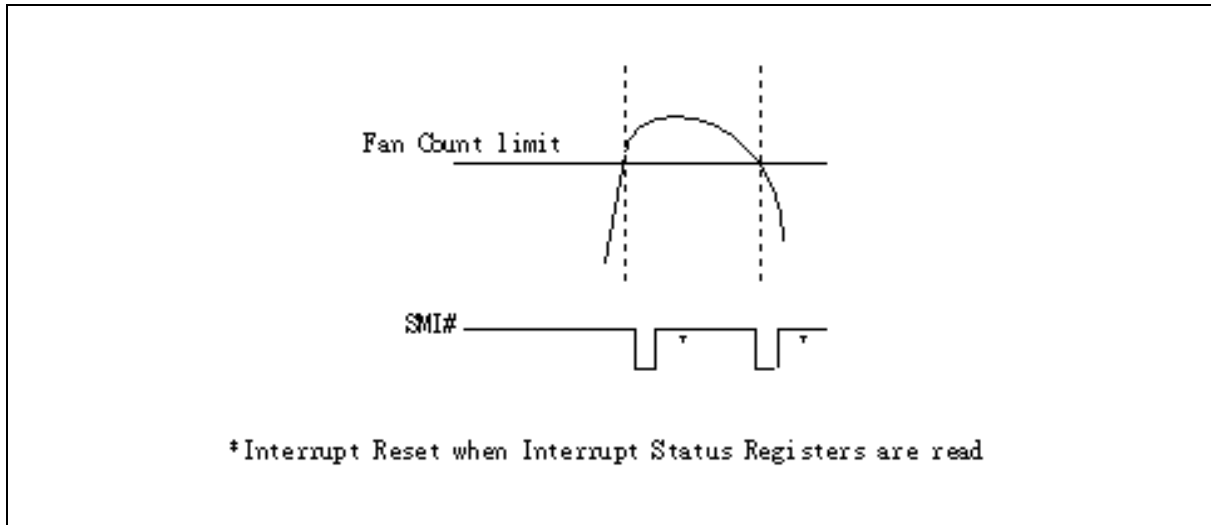 Fan Count limit
SMI#
*Interrupt Reset when Interrupt Status Registers are read